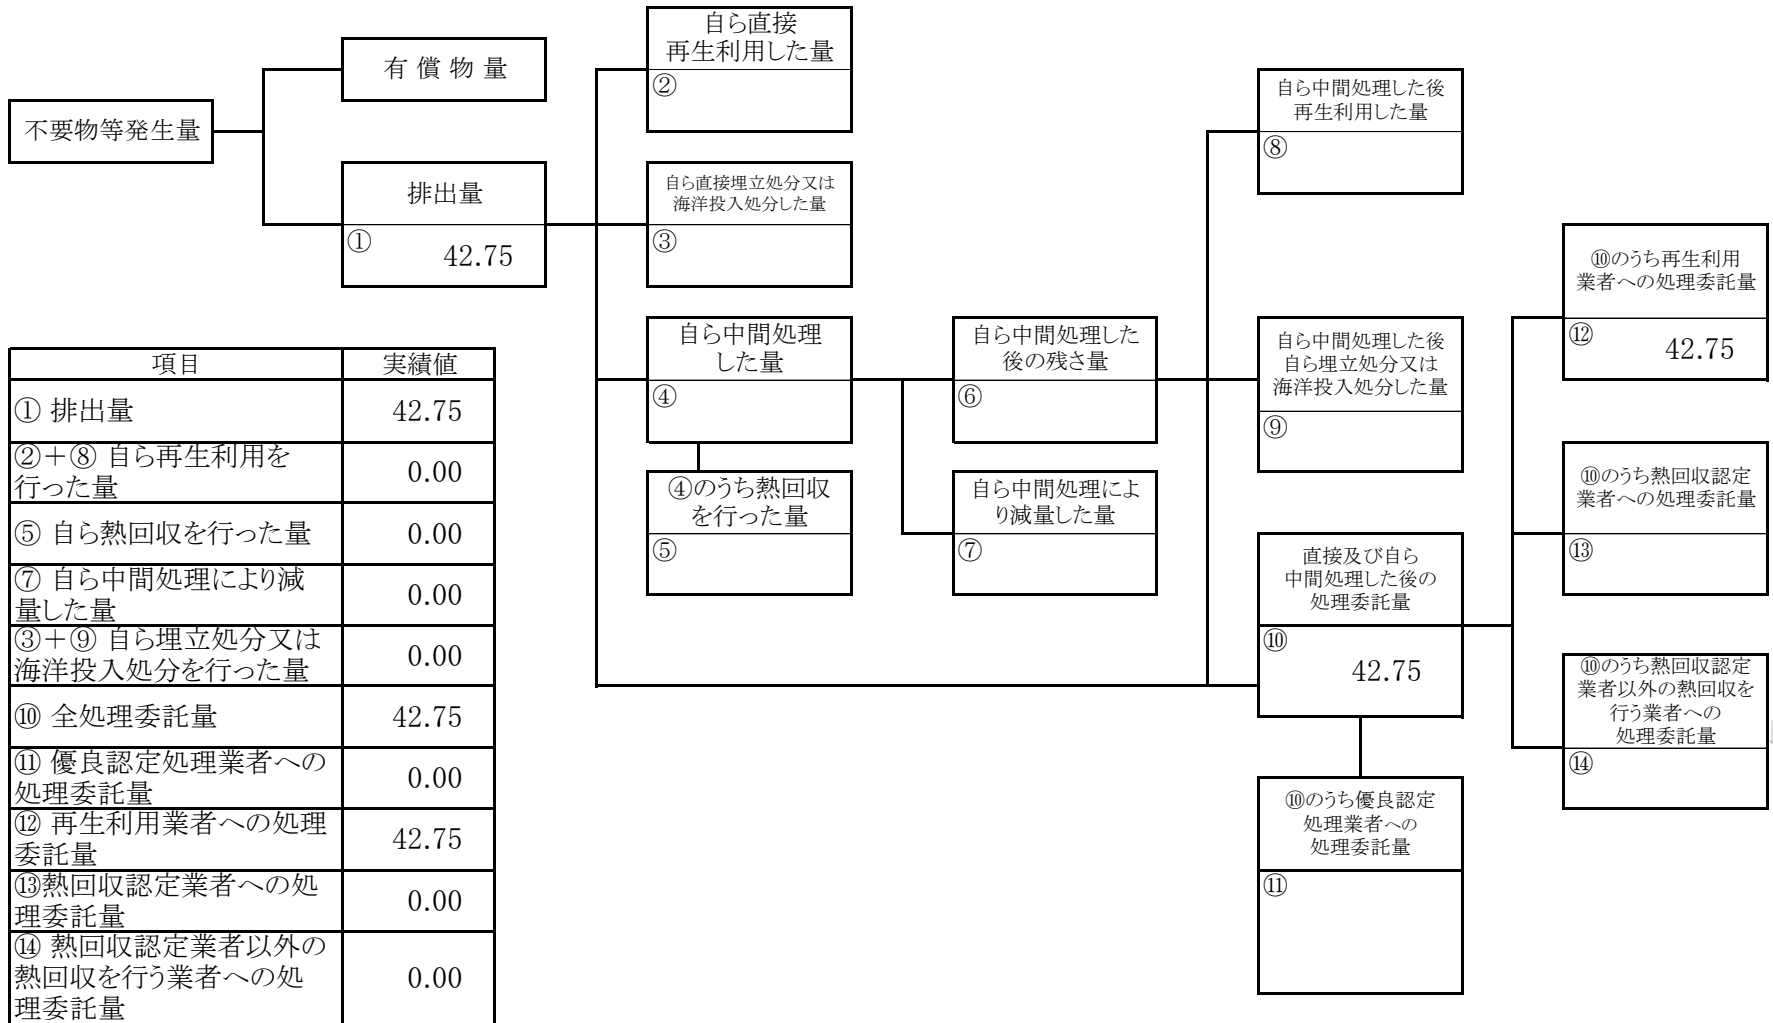 自ら直接
再生利用した量
②
有 償 物 量
不要物等発生量
排出量
① 42.75
自ら直接埋立処分又は
海洋投入処分した量
③
自ら中間処理
した量
④
④のうち熱回収
を行った量
⑤
自ら中間処理した
後の残さ量
⑥
自ら中間処理によ
り減量した量
⑦
自ら中間処理した後
再生利用した量
⑧
自ら中間処理した後
自ら埋立処分又は
海洋投入処分した量
⑨
直接及び自ら
中間処理した後の
処理委託量
⑩
42.75
⑩のうち優良認定
処理業者への
処理委託量
⑪
⑩のうち再生利用
業者への処理委託量
⑫ 42.75
⑩のうち熱回収認定
業者への処理委託量
⑬
⑩のうち熱回収認定
業者以外の熱回収を
行う業者への
処理委託量
⑭
項目 実績値
① 排出量 42.75
②＋⑧ 自ら再生利用を
行った量 0.00
⑤ 自ら熱回収を行った量 0.00
⑦ 自ら中間処理により減
量した量 0.00
③＋⑨ 自ら埋立処分又は
海洋投入処分を行った量 0.00
⑩ 全処理委託量 42.75
⑪ 優良認定処理業者への
処理委託量 0.00
⑫ 再生利用業者への処理
委託量 42.75
⑬熱回収認定業者への処
理委託量 0.00
⑭ 熱回収認定業者以外の
熱回収を行う業者への処
理委託量 0.00